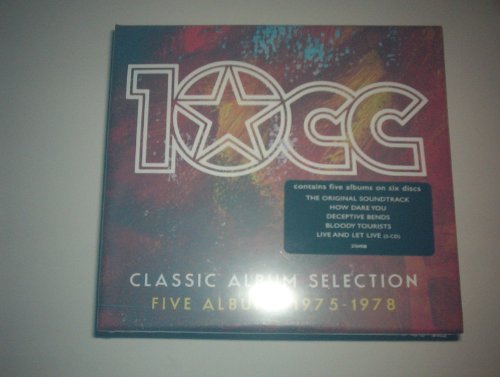 10cc
contains five albums on six discs
THE ORIGINAL SOUNDTRACK
HOW DARE YOU
DECEPTIVE BENDS
BLOODY TOURISTS
LIVE AND LET LIVE (2-CD)
CLASSIC ALBUM SELECTION
FIVE ALBUMS 1975-1978